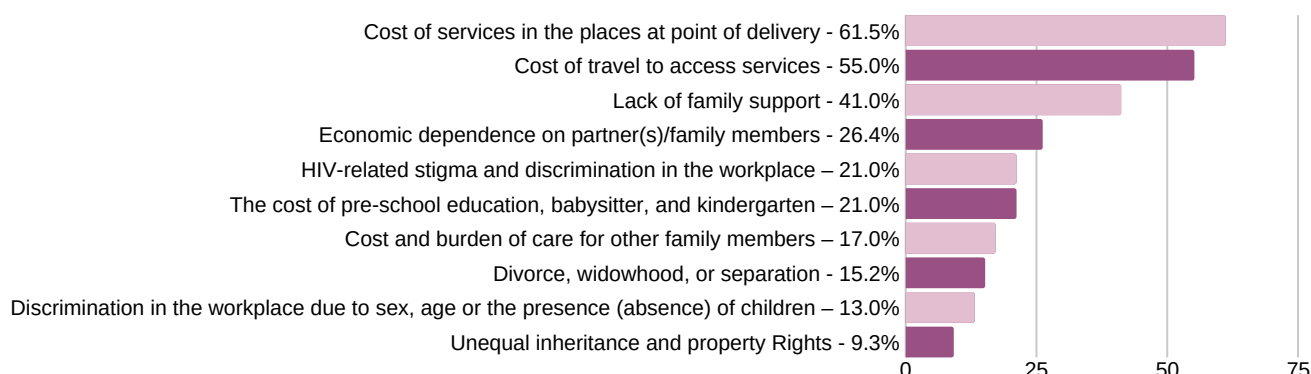 Cost of services in the places at point of delivery - 61.5%
Cost of travel to access services - 55.0%
Lack of family support - 41.0%
Economic dependence on partner(s)/family members - 26.4%
HIV-related stigma and discrimination in the workplace – 21.0%
The cost of pre-school education, babysitter, and kindergarten – 21.0%
Cost and burden of care for other family members – 17.0%
Divorce, widowhood, or separation - 15.2%
Discrimination in the workplace due to sex, age or the presence (absence) of children – 13.0%
Unequal inheritance and property Rights - 9.3%
0 25 50 75